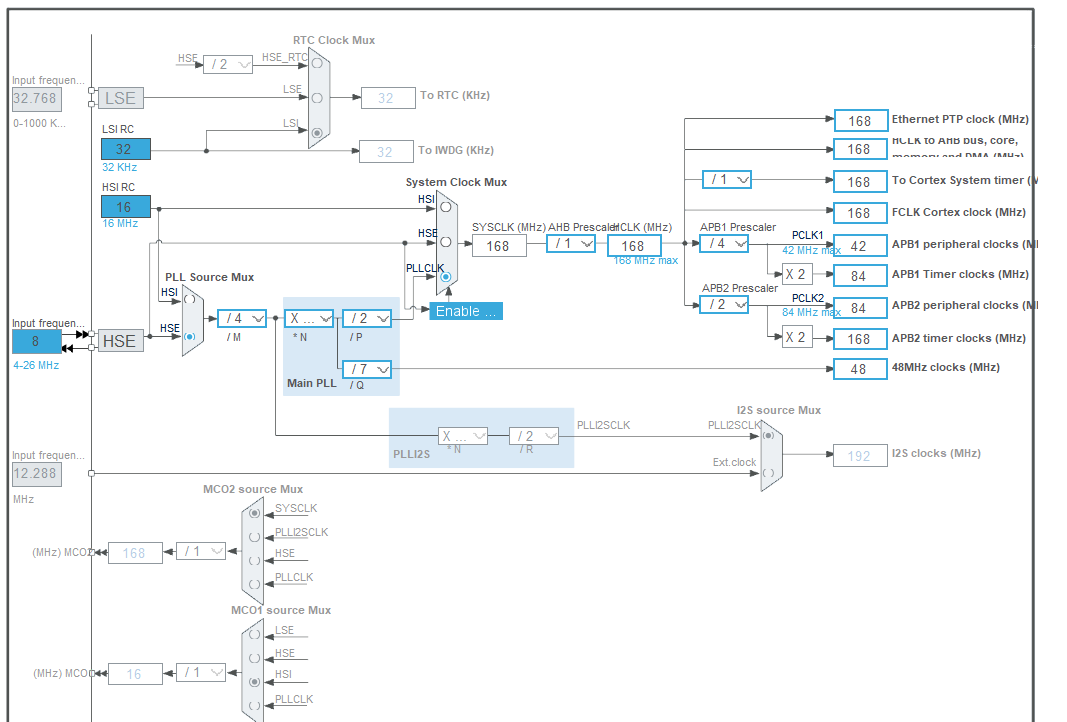 RTC Clock Mux
HSE
/ 2
HSE_RTC
Input frequen...
32.768
LSE
LSE
32
To RTC (KHz)
0-1000 K...
LSI RC
LSI
32
32
To IWDG (KHz)
32 KHz
HSI RC
16
16 MHz
System Clock Mux
HSI
HSE
PLLCLK
SYSCLK (MHz)
168
AHB Prescaler
/ 1
HCLK (MHz)
168
168 MHz max
Enable ...
168
Ethernet PTP clock (MHz)
168
HCLK to AHB bus, core,
memory and DMA (MHz)
/ 1
168
To Cortex System timer (M
168
FCLK Cortex clock (MHz)
APB1 Prescaler
/ 4
PCLK1
42 MHz max
42
APB1 peripheral clocks (MH
X 2
84
APB1 Timer clocks (MHz)
APB2 Prescaler
/ 2
PCLK2
84 MHz max
84
APB2 peripheral clocks (MH
X 2
168
APB2 timer clocks (MHz)
48
48MHz clocks (MHz)
PLL Source Mux
HSI
HSE
Input frequen...
8
HSE
4-26 MHz
/ 4
/ M
X ...
* N
/ 2
/ P
/ 7
/ Q
Main PLL
X ...
* N
/ 2
/ R
PLLI2S
PLLI2SCLK
I2S source Mux
PLLI2SCLK
Ext.clock
192
I2S clocks (MHz)
Input frequen...
12.288
MHz
MCO2 source Mux
SYSCLK
PLLI2SCLK
HSE
PLLCLK
(MHz) MCO2
168
/ 1
MCO1 source Mux
LSE
HSE
HSI
PLLCLK
(MHz) MCO
16
/ 1